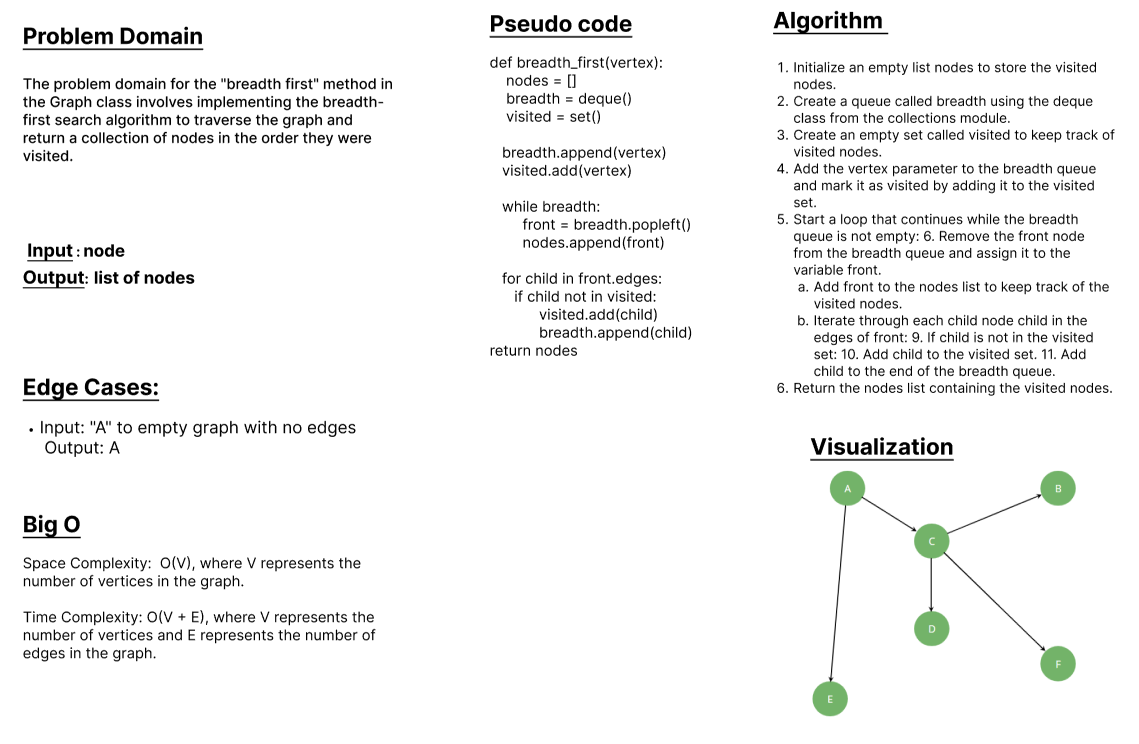 Problem Domain
The problem domain for the "breadth first" method in
the Graph class involves implementing the breadth-
first search algorithm to traverse the graph and
return a collection of nodes in the order they were
visited.
Input : node
Output: list of nodes
Edge Cases:
• Input: "A" to empty graph with no edges
Output: A
Big O
Space Complexity: O(V), where V represents the
number of vertices in the graph.
Time Complexity: O(V + E), where V represents the
number of vertices and E represents the number of
edges in the graph.
Pseudo code
def breadth_first(vertex):
nodes = []
breadth = deque()
visited = set()
breadth.append(vertex)
visited.add(vertex)
while breadth:
front = breadth.popleft()
nodes.append(front)
for child in front.edges:
if child not in visited:
visited.add(child)
breadth.append(child)
return nodes
Algorithm
1. Initialize an empty list nodes to store the visited
nodes.
2. Create a queue called breadth using the deque
class from the collections module.
3. Create an empty set called visited to keep track of
visited nodes.
4. Add the vertex parameter to the breadth queue
and mark it as visited by adding it to the visited
set.
5. Start a loop that continues while the breadth
queue is not empty: 6. Remove the front node
from the breadth queue and assign it to the
variable front.
a. Add front to the nodes list to keep track of the
visited nodes.
b. Iterate through each child node child in the
edges of front: 9. If child is not in the visited
set: 10. Add child to the visited set. 11. Add
child to the end of the breadth queue.
6. Return the nodes list containing the visited nodes.
Visualization
A
B
C
D
F
E